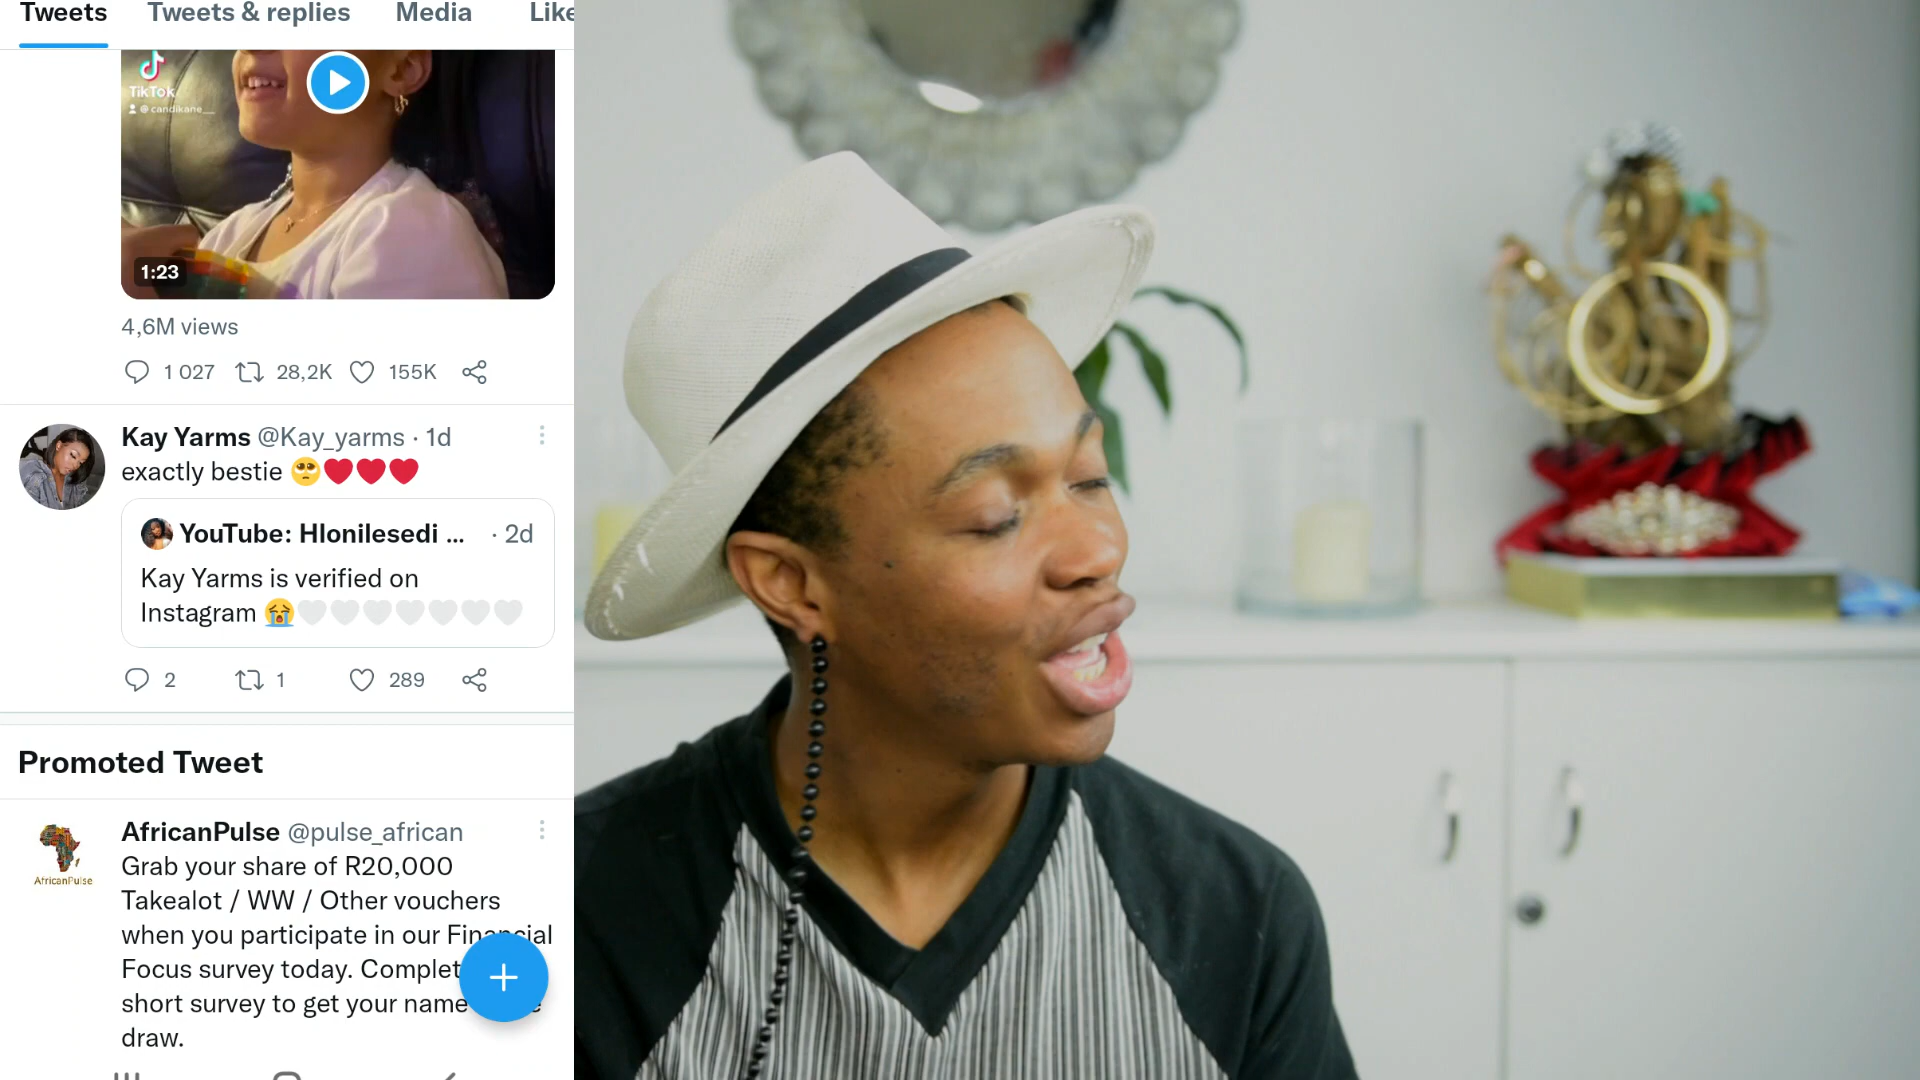 Tweets Tweets & replies Media Like
TikTok
@candikane__
1:23
4,6M views
1 027 28,2K 155K
Kay Yarms @Kay_yarms · 1d
exactly bestie 🥺❤️❤️❤️
YouTube: Hlonilesedi ... · 2d
Kay Yarms is verified on
Instagram 😭🤍🤍🤍🤍🤍🤍🤍
2 1 289
Promoted Tweet
AfricanPulse @pulse_african
AfricanPulse
Grab your share of R20,000
Takealot / WW / Other vouchers
when you participate in our Financial
Focus survey today. Complet
short survey to get your name
draw.